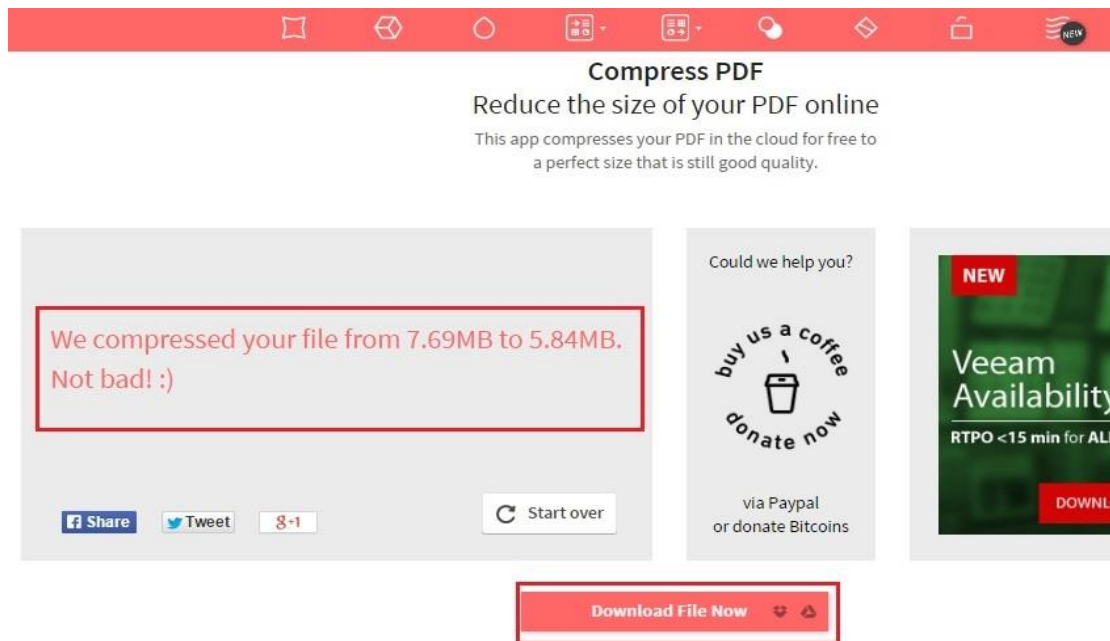 NEW
Compress PDF
Reduce the size of your PDF online
This app compresses your PDF in the cloud for free to
a perfect size that is still good quality.
We compressed your file from 7.69MB to 5.84MB.
Not bad! :)
Share
Tweet
g+1
Start over
Could we help you?
buy us a coffee
donate now
via Paypal
or donate Bitcoins
NEW
Veeam
Availability
RTPO <15 min for ALL
DOWNL
Download File Now